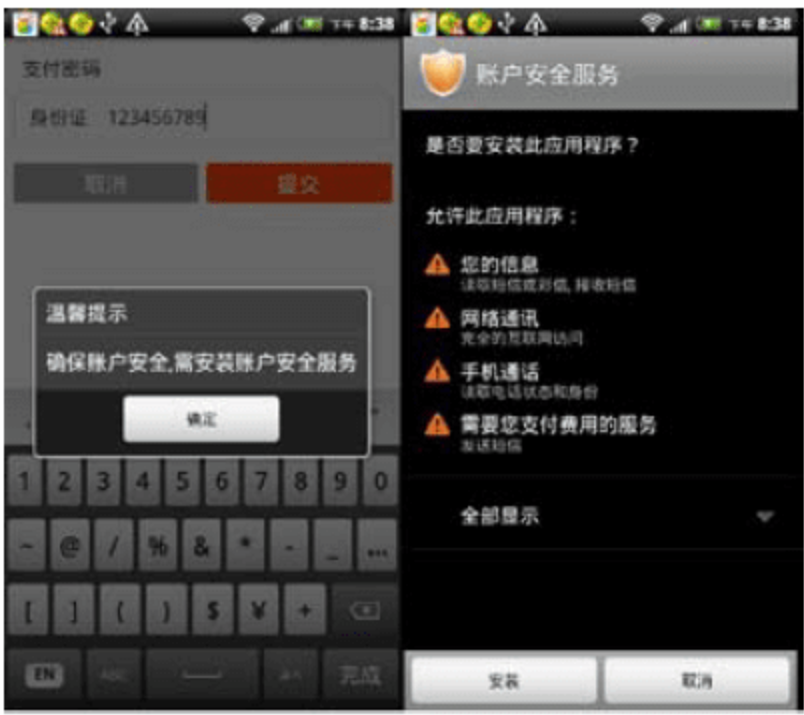 下午 8:38
支付密码
身份证 123456789
取消 提交
温馨提示
确保账户安全,需安装账户安全服务
确定
1 2 3 4 5 6 7 8 9 0
~ @ / % & * - _ ...
[ ] ( ) $ ¥ +
EN ABC 完成
下午 8:38
账户安全服务
是否要安装此应用程序？
允许此应用程序：
您的信息
读取短信或彩信, 接收短信
网络通讯
完全的互联网访问
手机通话
读取电话状态和身份
需要您支付费用的服务
发送短信
全部显示
安装 取消